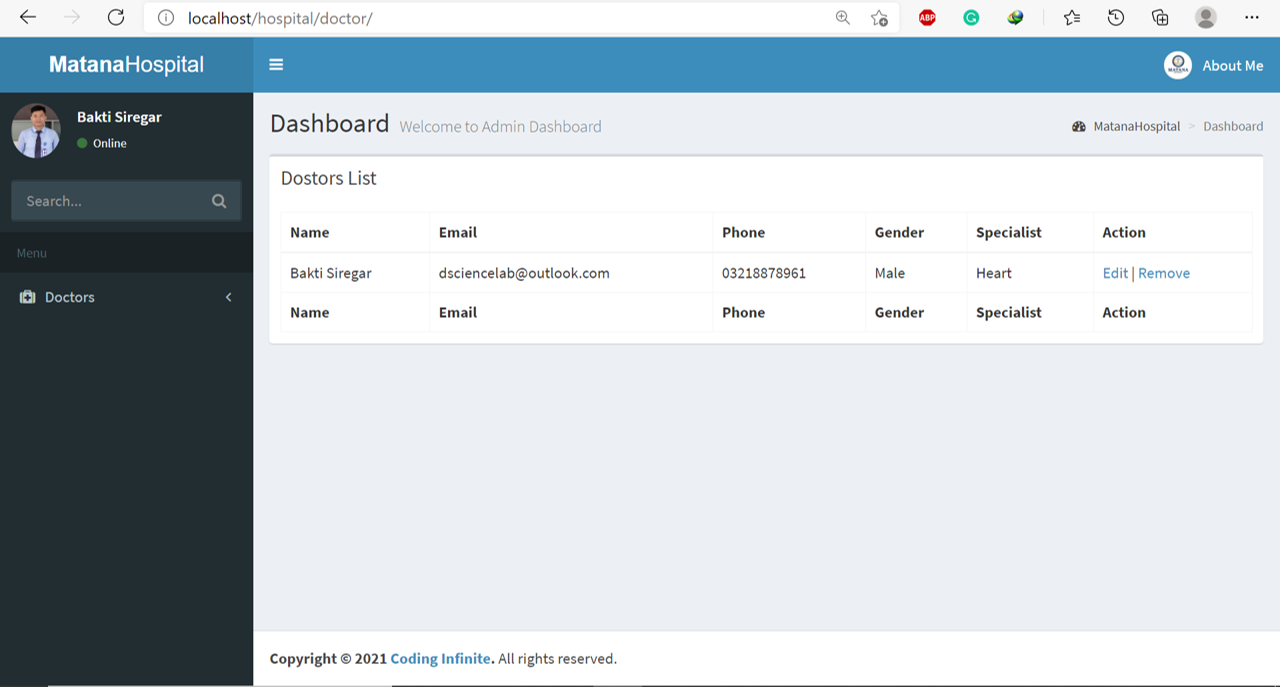 localhost/hospital/doctor/
ABP
MatanaHospital
About Me
Bakti Siregar
Online
Search...
Menu
Doctors
Dashboard Welcome to Admin Dashboard
MatanaHospital > Dashboard
Dostors List
Name Email Phone Gender Specialist Action
Bakti Siregar dsciencelab@outlook.com 03218878961 Male Heart Edit | Remove
Name Email Phone Gender Specialist Action
Copyright © 2021 Coding Infinite. All rights reserved.